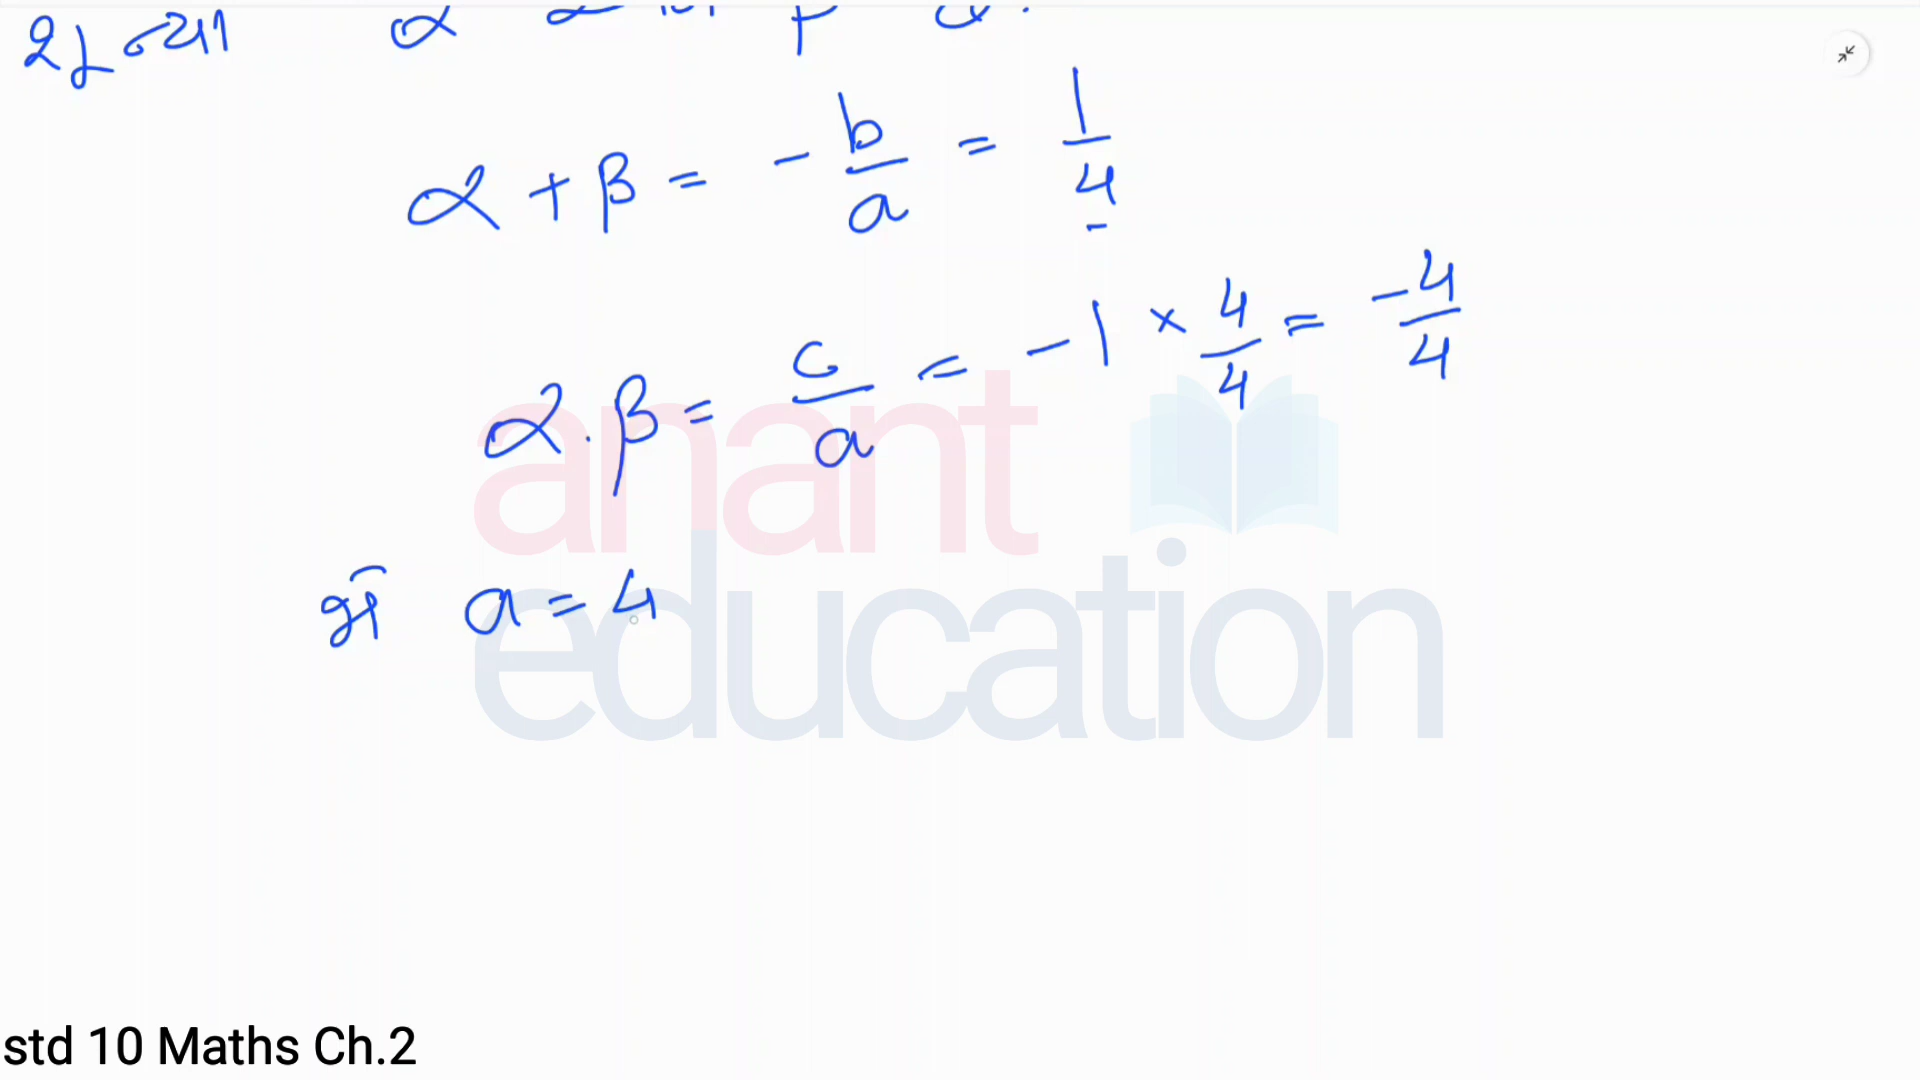 α + β = - b/a = 1/4
α . β = c/a = - 1 × 4/4 = -4/4
જો a = 4
anant
education
std 10 Maths Ch.2